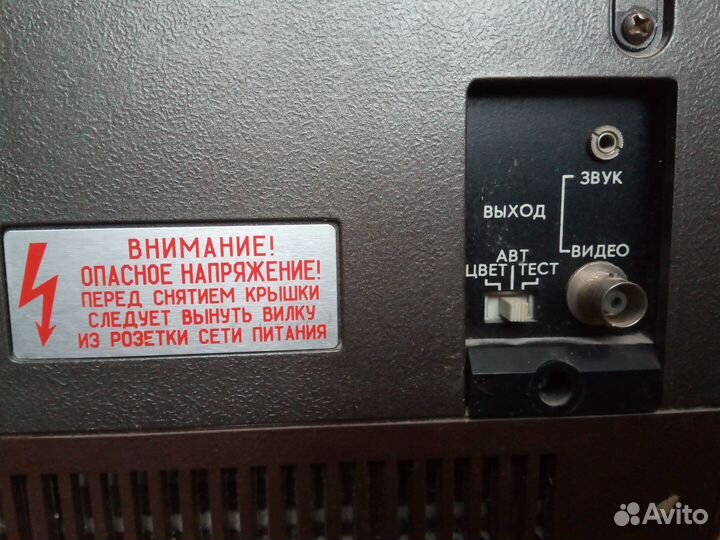 ВНИМАНИЕ!
ОПАСНОЕ НАПРЯЖЕНИЕ!
ПЕРЕД СНЯТИЕМ КРЫШКИ
СЛЕДУЕТ ВЫНУТЬ ВИЛКУ
ИЗ РОЗЕТКИ СЕТИ ПИТАНИЯ
ЗВУК
ВЫХОД
ВИДЕО
АВТ
ЦВЕТ ТЕСТ
Avito